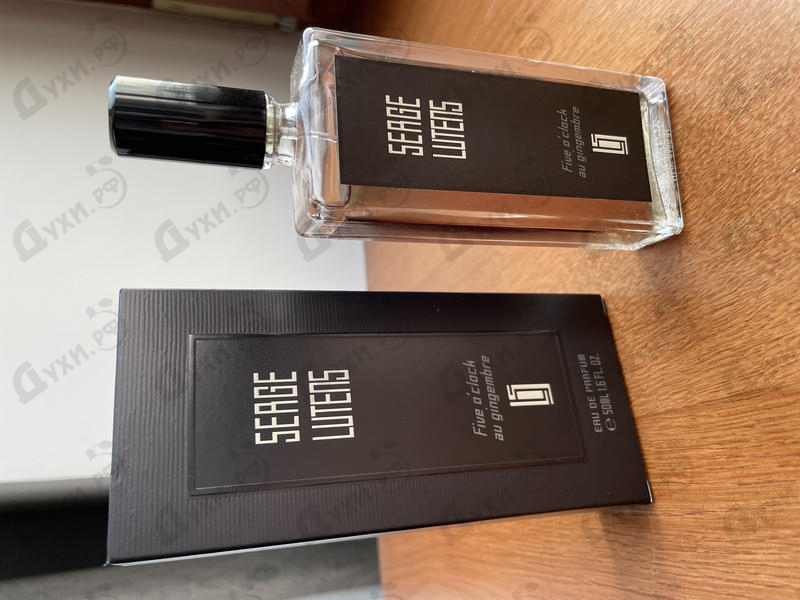 SERGE
LUTENS
Five o'clock
au gingembre
SERGE
LUTENS
Five o'clock
au gingembre
EAU DE PARFUM
℮ 50ML 1.6 FL. OZ.
Духи.РФ